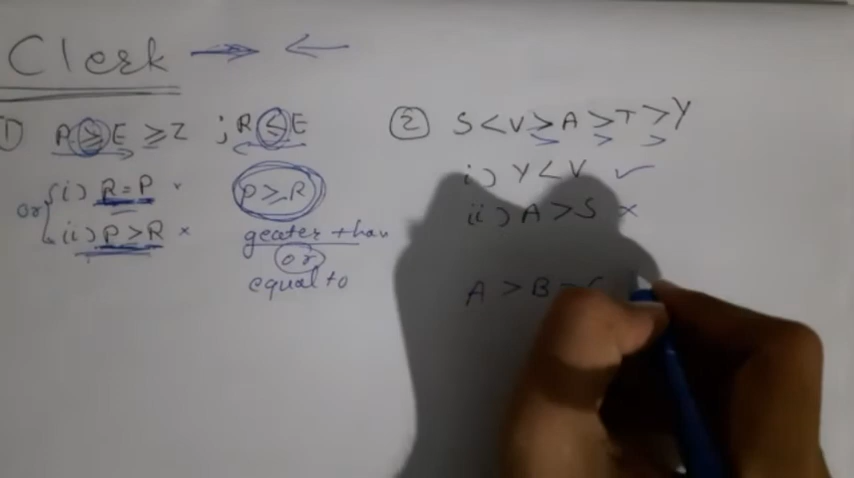 Clerk → ←
1) P ≥ E ≥ Z ; R ≤ E
or (i) R = P ×
(ii) P > R ×
P ≥ R
geater than
or
equal to
② S < V > A > T > Y
> > >
i) Y < V ✓
ii) A > S ×
A > B